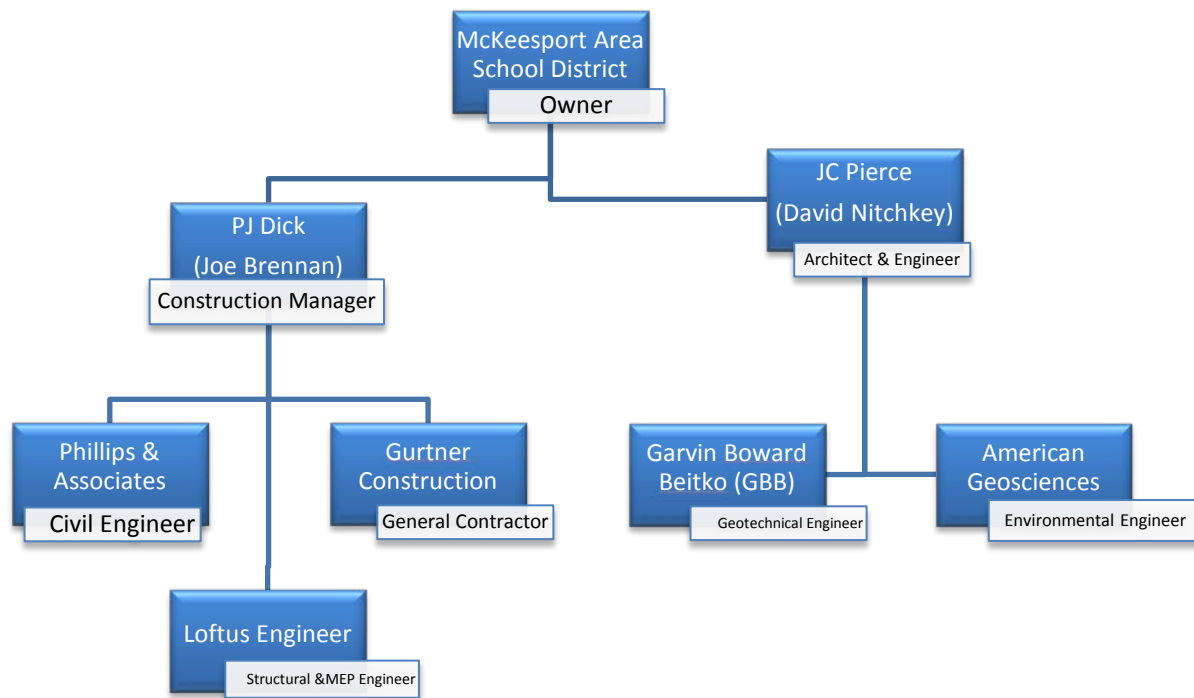 McKeesport Area
School District
Owner
JC Pierce
(David Nitchkey)
Architect & Engineer
PJ Dick
(Joe Brennan)
Construction Manager
Phillips &
Associates
Civil Engineer
Gurtner
Construction
General Contractor
Garvin Boward
Beitko (GBB)
Geotechnical Engineer
American
Geosciences
Environmental Engineer
Loftus Engineer
Structural &MEP Engineer